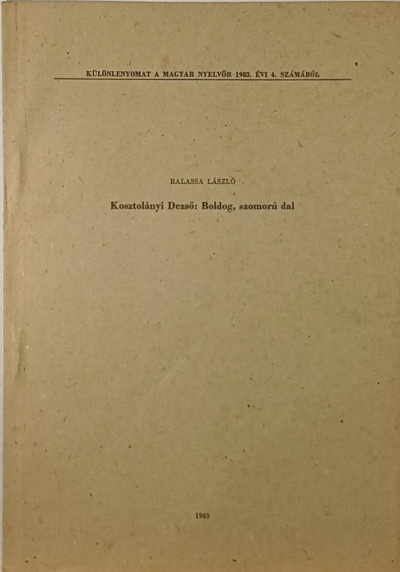 KÜLÖNLENYOMAT A MAGYAR NYELVŐR 1983. ÉVI 4. SZÁMÁBÓL
BALASSA LÁSZLÓ
Kosztolányi Dezső: Boldog, szomorú dal
1983